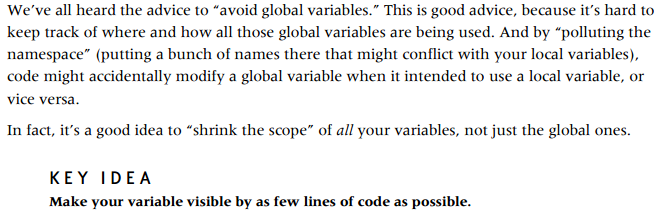 We’ve all heard the advice to “avoid global variables.” This is good advice, because it’s hard to
keep track of where and how all those global variables are being used. And by “polluting the
namespace” (putting a bunch of names there that might conflict with your local variables),
code might accidentally modify a global variable when it intended to use a local variable, or
vice versa.
In fact, it’s a good idea to “shrink the scope” of all your variables, not just the global ones.
KEY IDEA
Make your variable visible by as few lines of code as possible.